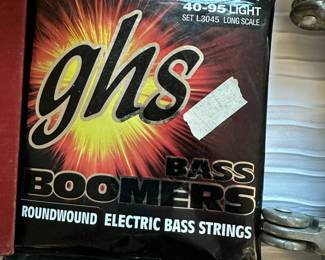 40-95 LIGHT
SET L3045 LONG SCALE
ghs
BASS
BOOMERS
ROUNDWOUND ELECTRIC BASS STRINGS